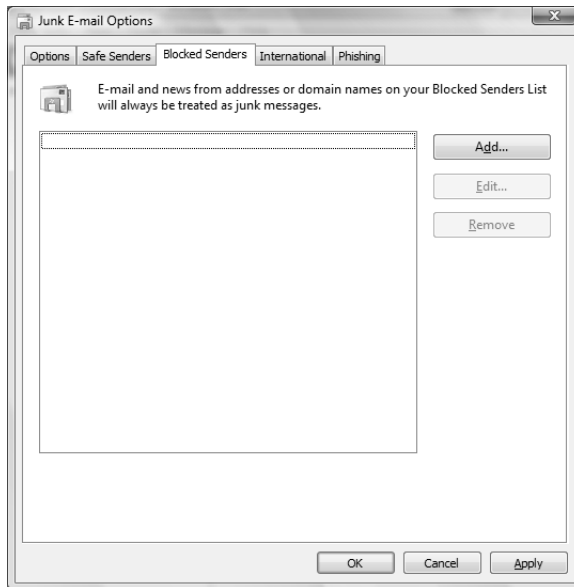 Junk E-mail Options
Options Safe Senders Blocked Senders International Phishing
E-mail and news from addresses or domain names on your Blocked Senders List
will always be treated as junk messages.
Add...
Edit...
Remove
OK Cancel Apply